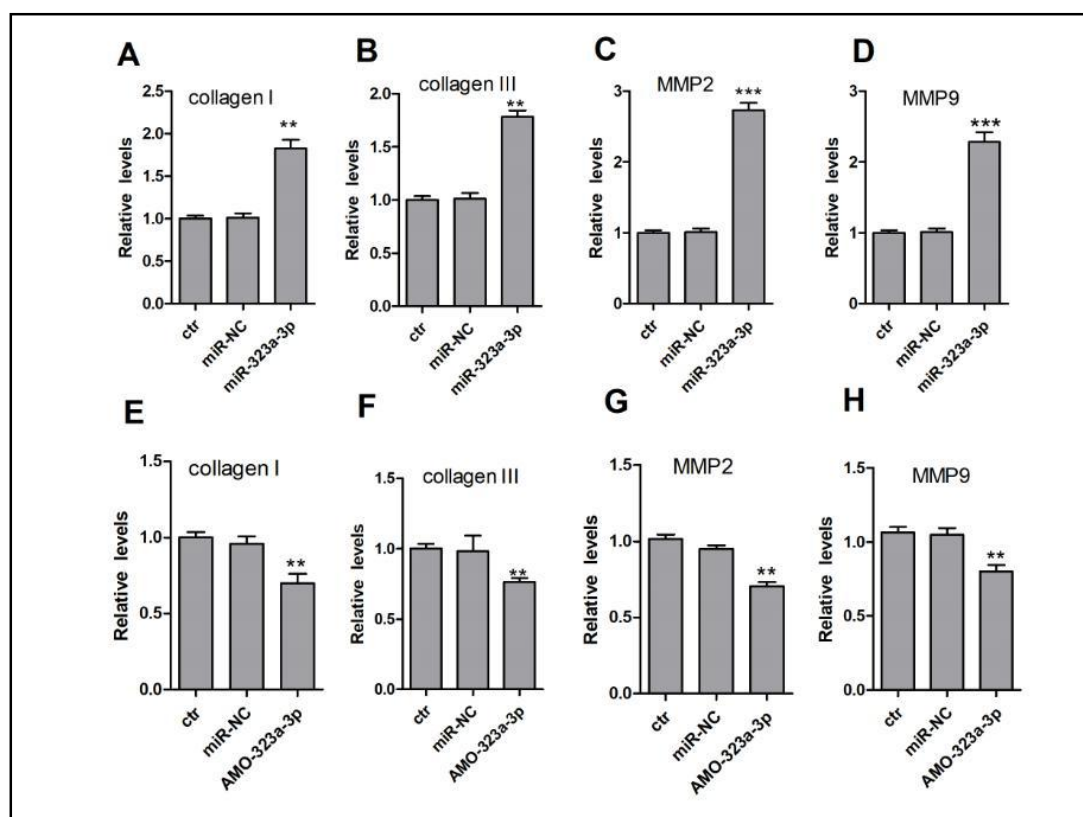 A
collagen I
Relative levels
2.5
2.0
1.5
1.0
0.5
0.0
**
ctr
miR-NC
miR-323a-3p
B
collagen III
Relative levels
2.0
1.5
1.0
0.5
0.0
**
ctr
miR-NC
miR-323a-3p
C
MMP2
Relative levels
3
2
1
0
***
ctr
miR-NC
miR-323a-3p
D
MMP9
Relative levels
3
2
1
0
***
ctr
miR-NC
miR-323a-3p
E
collagen I
Relative levels
1.5
1.0
0.5
0.0
**
ctr
miR-NC
AMO-323a-3p
F
collagen III
Relative levels
1.5
1.0
0.5
0.0
**
ctr
miR-NC
AMO-323a-3p
G
MMP2
Relative levels
1.5
1.0
0.5
0.0
**
ctr
miR-NC
AMO-323a-3p
H
MMP9
Relative levels
1.5
1.0
0.5
0.0
**
ctr
miR-NC
AMO-323a-3p